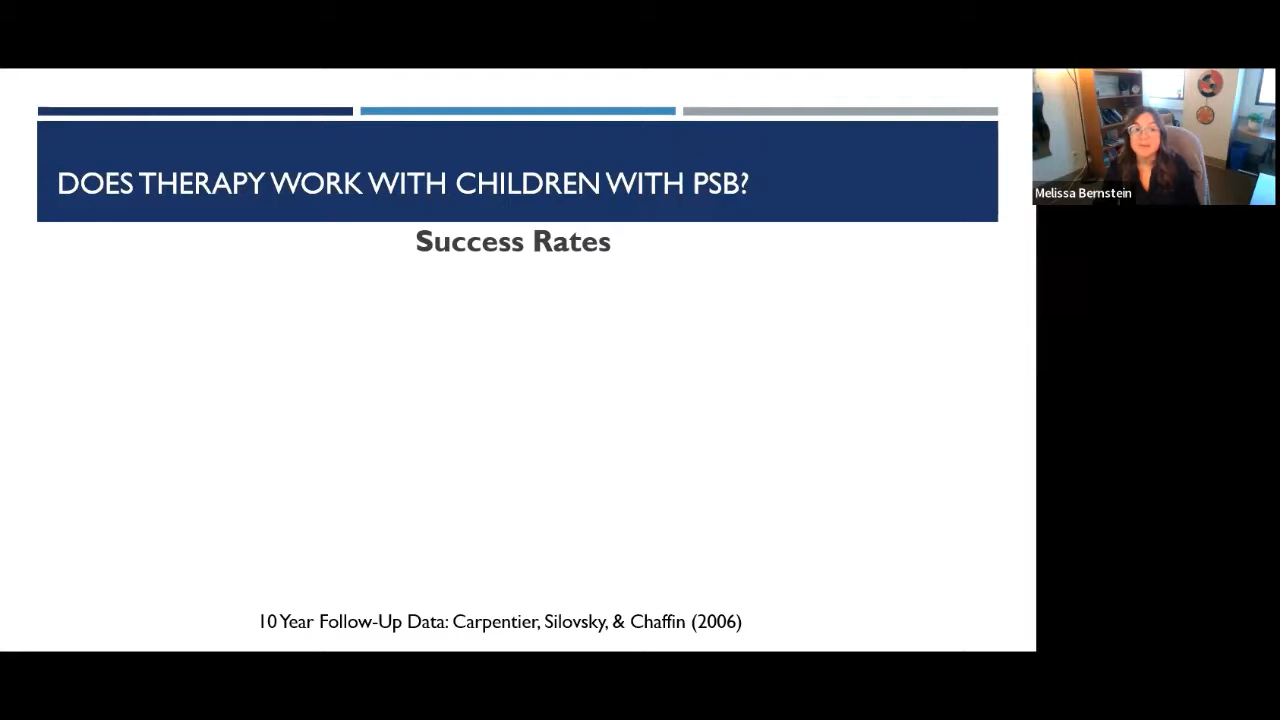 DOES THERAPY WORK WITH CHILDREN WITH PSB?
Success Rates
10 Year Follow-Up Data: Carpentier, Silovsky, & Chaffin (2006)
Melissa Bernstein